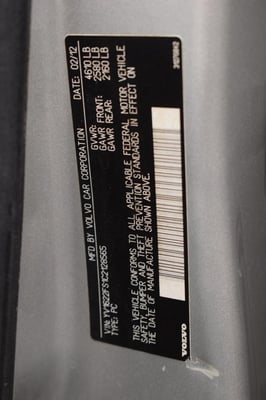 MFD BY VOLVO CAR CORPORATION DATE: 02/12
GVWR: 4610 LB
GAWR FRONT: 2580 LB
GAWR REAR: 2160 LB
VIN: YV1622FS1C2128565
TYPE: PC
THIS VEHICLE CONFORMS TO ALL APPLICABLE FEDERAL MOTOR VEHICLE
SAFETY, BUMPER AND THEFT PREVENTION STANDARDS IN EFFECT ON
THE DATE OF MANUFACTURE SHOWN ABOVE.
VOLVO